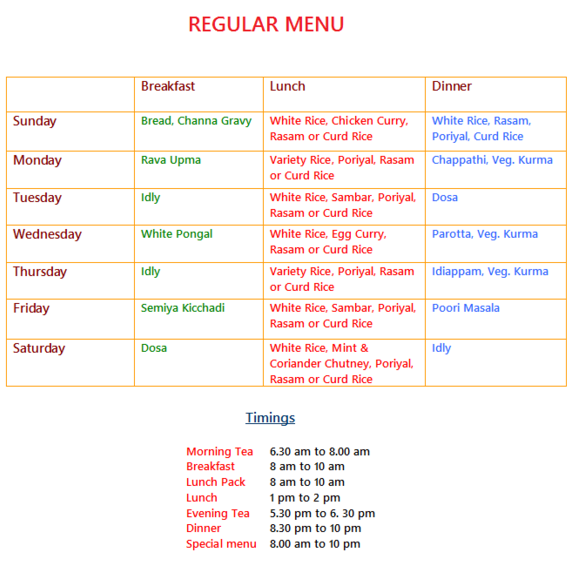 REGULAR MENU
Breakfast Lunch Dinner
Sunday Bread, Channa Gravy White Rice, Chicken Curry, White Rice, Rasam,
Rasam or Curd Rice Poriyal, Curd Rice
Monday Rava Upma Variety Rice, Poriyal, Rasam Chappathi, Veg. Kurma
or Curd Rice
Tuesday Idly White Rice, Sambar, Poriyal, Dosa
Rasam or Curd Rice
Wednesday White Pongal White Rice, Egg Curry, Parotta, Veg. Kurma
Rasam or Curd Rice
Thursday Idly Variety Rice, Poriyal, Rasam Idiappam, Veg. Kurma
or Curd Rice
Friday Semiya Kicchadi White Rice, Sambar, Poriyal, Poori Masala
Rasam or Curd Rice
Saturday Dosa White Rice, Mint & Idly
Coriander Chutney, Poriyal,
Rasam or Curd Rice
Timings
Morning Tea 6.30 am to 8.00 am
Breakfast 8 am to 10 am
Lunch Pack 8 am to 10 am
Lunch 1 pm to 2 pm
Evening Tea 5.30 pm to 6. 30 pm
Dinner 8.30 pm to 10 pm
Special menu 8.00 am to 10 pm